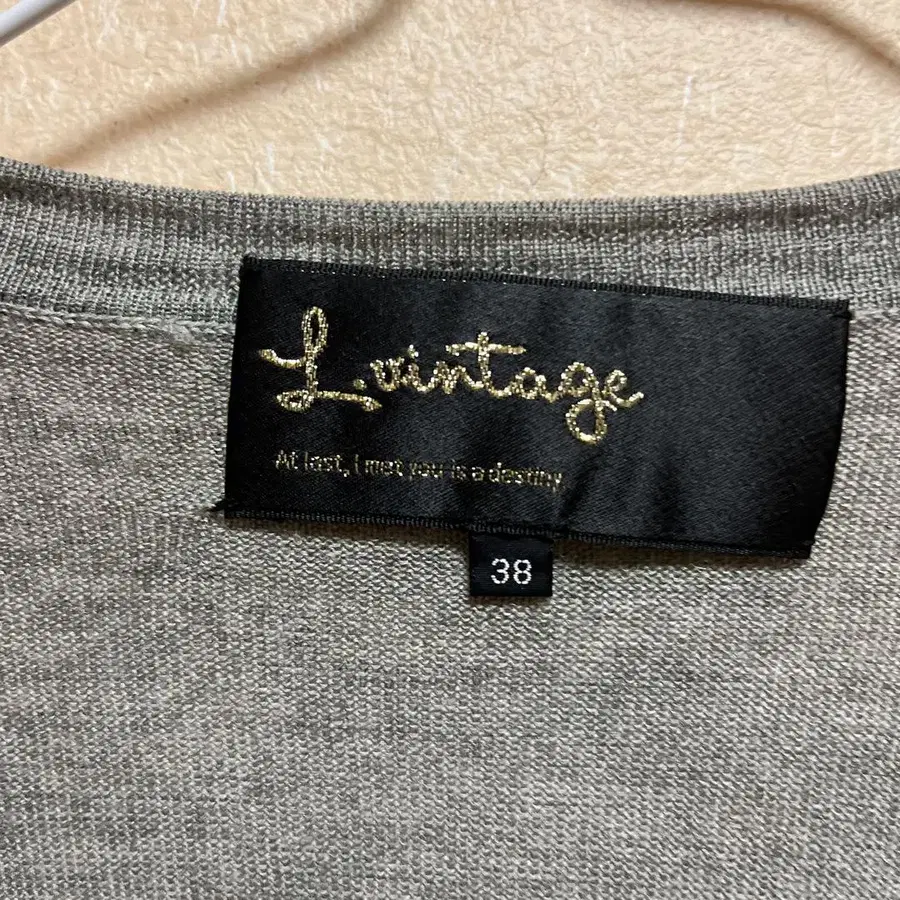 L.vintage
At last, I met you is a destiny
38